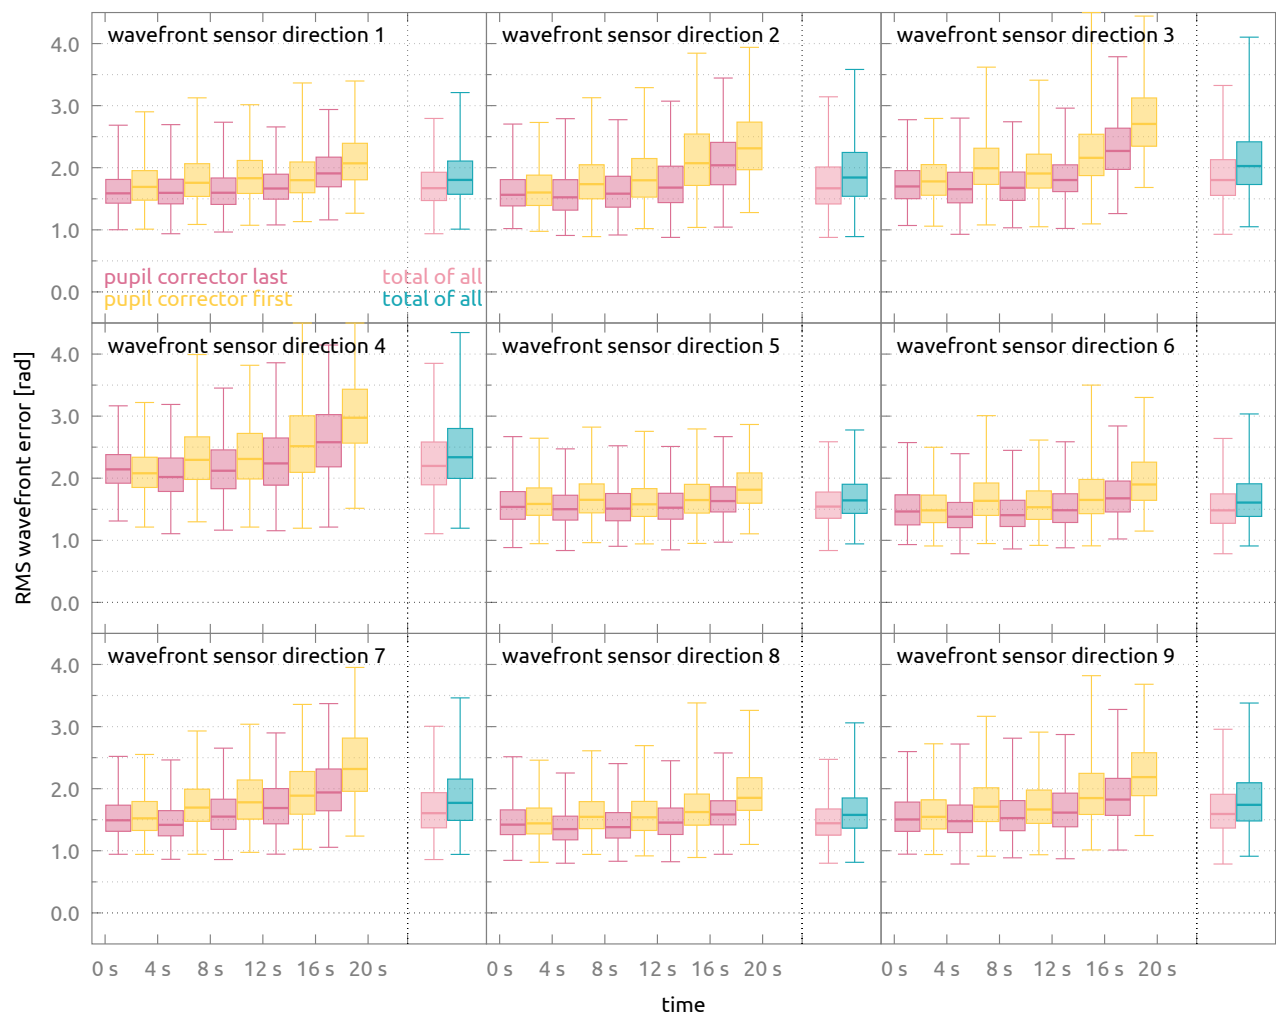 wavefront sensor direction 1
wavefront sensor direction 2
wavefront sensor direction 3
4.0
3.0
2.0
1.0
0.0
pupil corrector last
total of all
pupil corrector first
total of all
wavefront sensor direction 4
wavefront sensor direction 5
wavefront sensor direction 6
4.0
3.0
2.0
1.0
0.0
RMS wavefront error [rad]
wavefront sensor direction 7
wavefront sensor direction 8
wavefront sensor direction 9
4.0
3.0
2.0
1.0
0.0
0 s 4 s 8 s 12 s 16 s 20 s
0 s 4 s 8 s 12 s 16 s 20 s
0 s 4 s 8 s 12 s 16 s 20 s
time